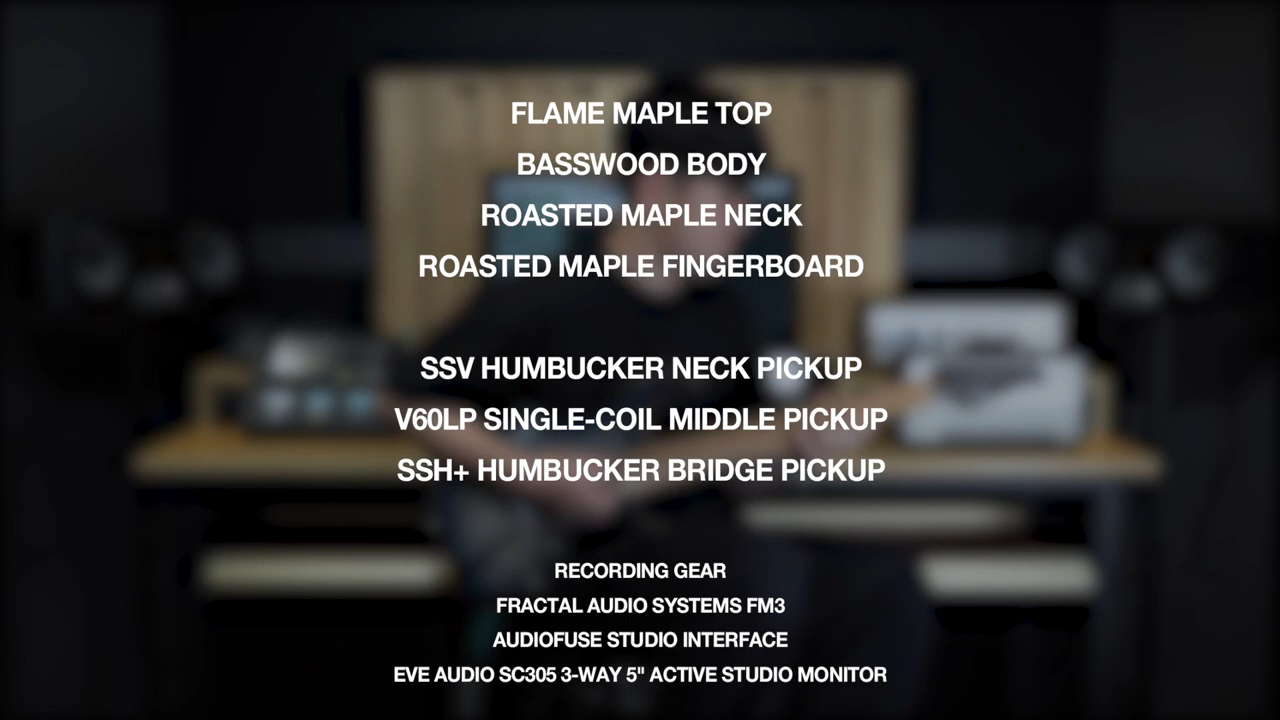 FLAME MAPLE TOP
BASSWOOD BODY
ROASTED MAPLE NECK
ROASTED MAPLE FINGERBOARD
SSV HUMBUCKER NECK PICKUP
V60LP SINGLE-COIL MIDDLE PICKUP
SSH+ HUMBUCKER BRIDGE PICKUP
RECORDING GEAR
FRACTAL AUDIO SYSTEMS FM3
AUDIOFUSE STUDIO INTERFACE
EVE AUDIO SC305 3-WAY 5" ACTIVE STUDIO MONITOR